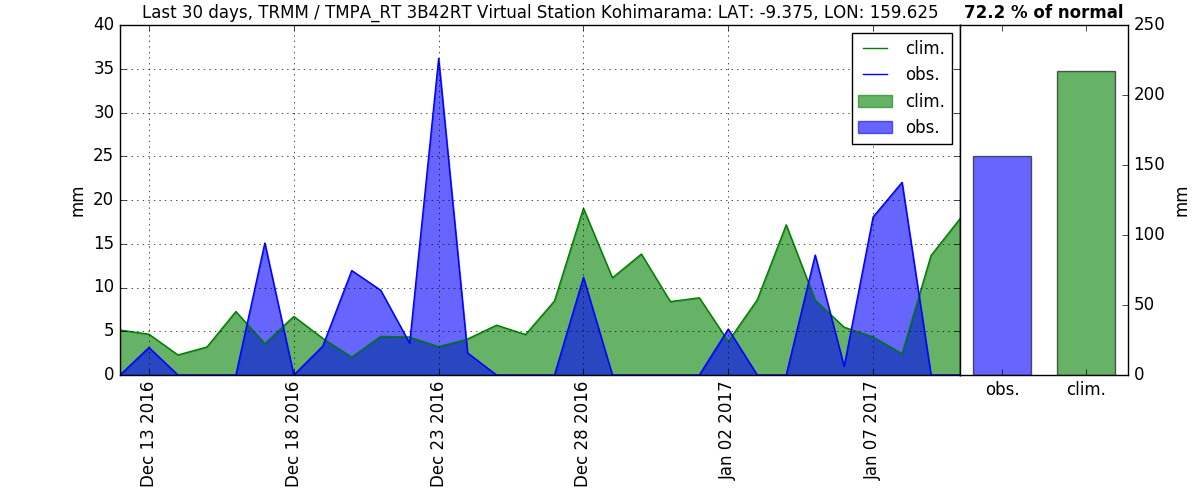 Last 30 days, TRMM / TMPA_RT 3B42RT Virtual Station Kohimarama: LAT: -9.375, LON: 159.625
72.2 % of normal
40
35
30
25
20
15
10
5
0
mm
clim.
obs.
clim.
obs.
Dec 13 2016
Dec 18 2016
Dec 23 2016
Dec 28 2016
Jan 02 2017
Jan 07 2017
250
200
150
100
50
0
mm
obs.
clim.